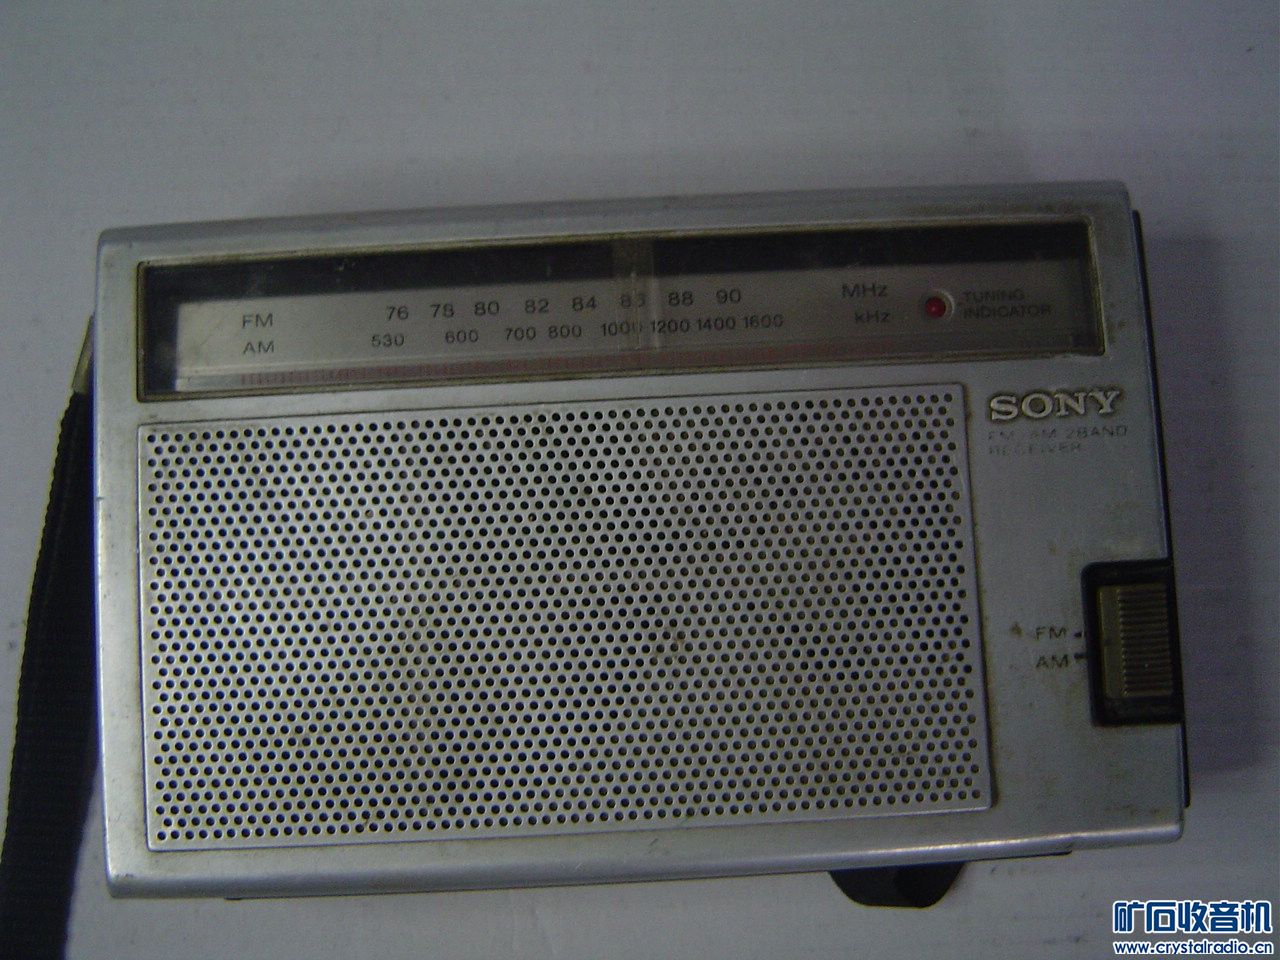 FM 76 78 80 82 84 86 88 90 MHz
AM 530 600 700 800 1000 1200 1400 1600 kHz
TUNING
INDICATOR
SONY
FM/AM 2BAND
RECEIVER
FM
AM
矿石收音机
www.crystalradio.cn